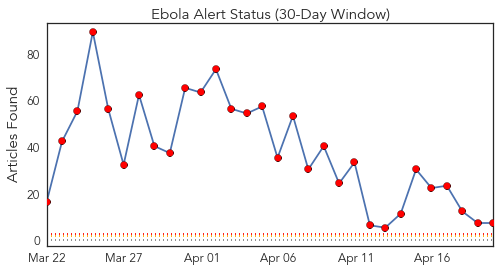 Ebola Alert Status (30-Day Window)
Articles Found
80
60
40
20
0
Mar 22 Mar 27 Apr 01 Apr 06 Apr 11 Apr 16